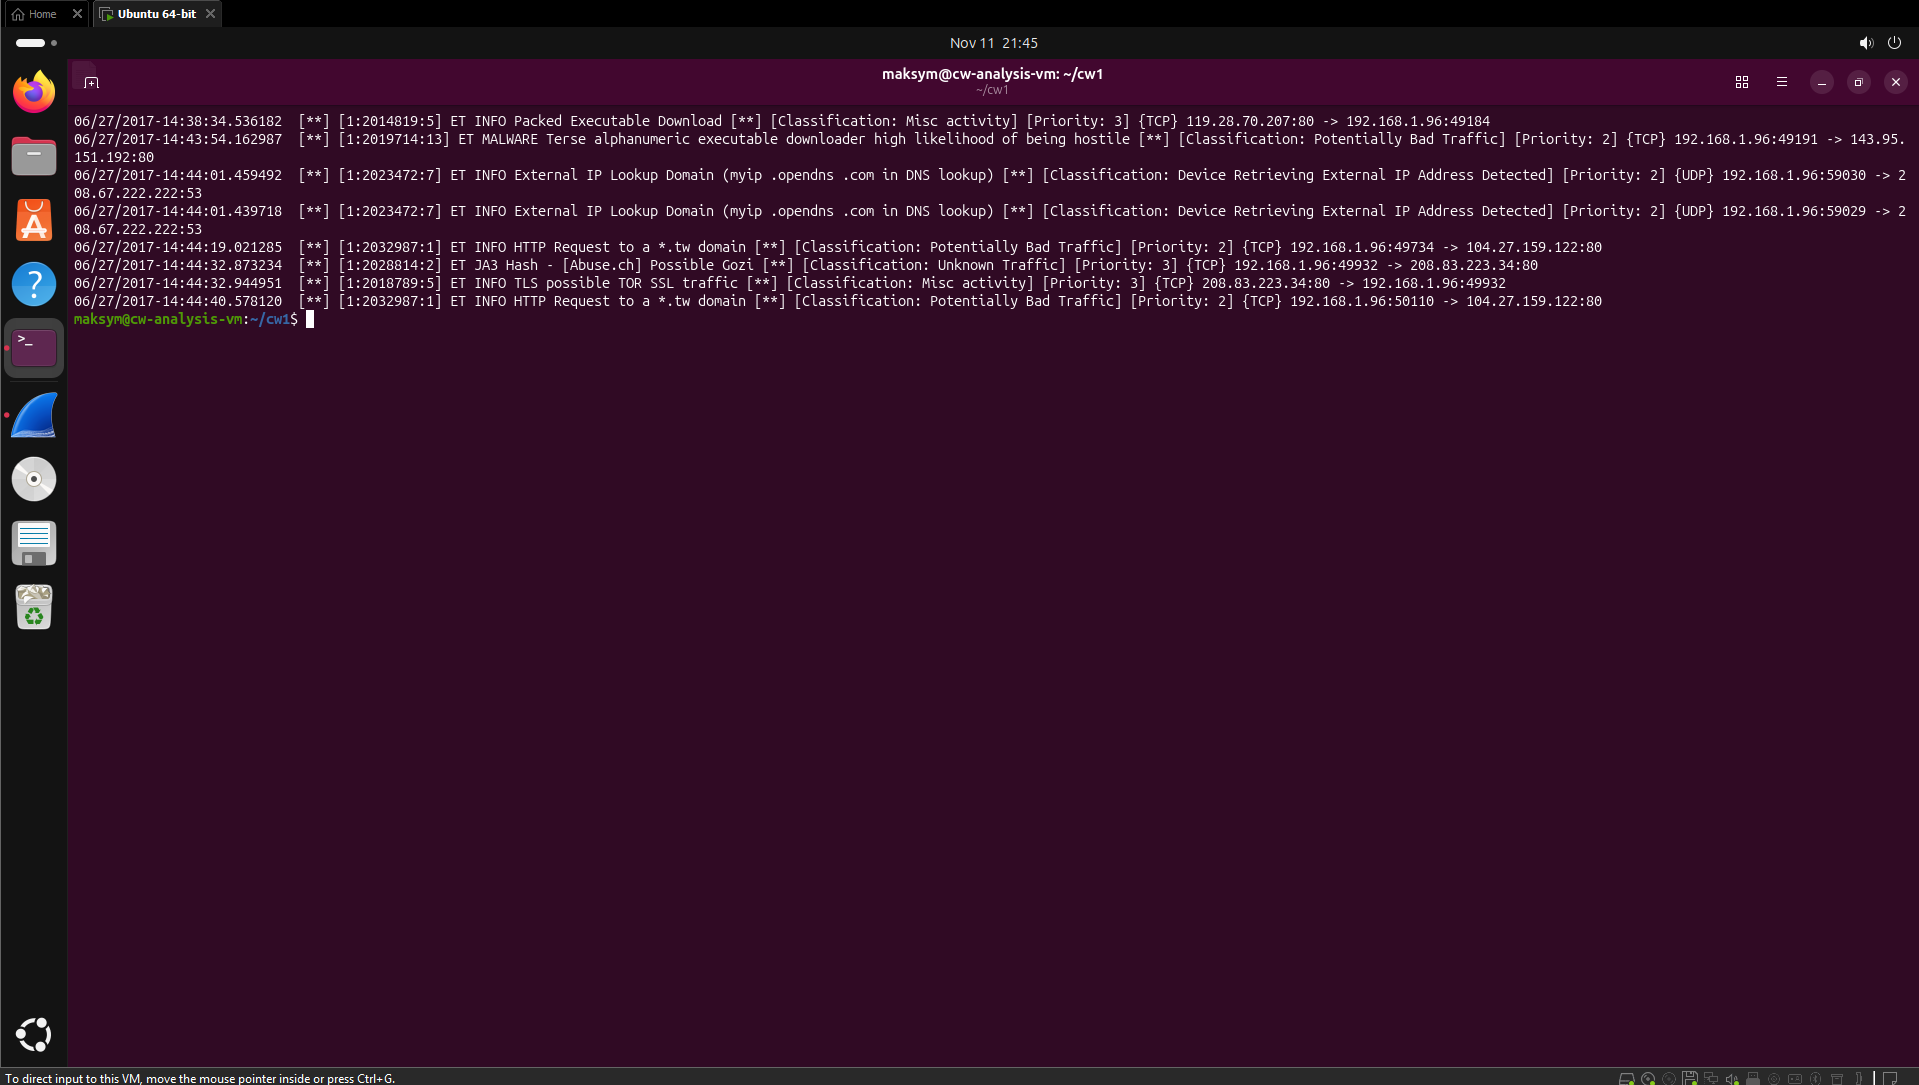 Home
Ubuntu 64-bit
Nov 11 21:45
maksym@cw-analysis-vm: ~/cw1
~/cw1
06/27/2017-14:38:34.536182  [**] [1:2014819:5] ET INFO Packed Executable Download [**] [Classification: Misc activity] [Priority: 3] {TCP} 119.28.70.207:80 -> 192.168.1.96:49184
06/27/2017-14:43:54.162987  [**] [1:2019714:13] ET MALWARE Terse alphanumeric executable downloader high likelihood of being hostile [**] [Classification: Potentially Bad Traffic] [Priority: 2] {TCP} 192.168.1.96:49191 -> 143.95.
151.192:80
06/27/2017-14:44:01.459492  [**] [1:2023472:7] ET INFO External IP Lookup Domain (myip .opendns .com in DNS lookup) [**] [Classification: Device Retrieving External IP Address Detected] [Priority: 2] {UDP} 192.168.1.96:59030 -> 2
08.67.222.222:53
06/27/2017-14:44:01.439718  [**] [1:2023472:7] ET INFO External IP Lookup Domain (myip .opendns .com in DNS lookup) [**] [Classification: Device Retrieving External IP Address Detected] [Priority: 2] {UDP} 192.168.1.96:59029 -> 2
08.67.222.222:53
06/27/2017-14:44:19.021285  [**] [1:2032987:1] ET INFO HTTP Request to a *.tw domain [**] [Classification: Potentially Bad Traffic] [Priority: 2] {TCP} 192.168.1.96:49734 -> 104.27.159.122:80
06/27/2017-14:44:32.873234  [**] [1:2028814:2] ET JA3 Hash - [Abuse.ch] Possible Gozi [**] [Classification: Unknown Traffic] [Priority: 3] {TCP} 192.168.1.96:49932 -> 208.83.223.34:80
06/27/2017-14:44:32.944951  [**] [1:2018789:5] ET INFO TLS possible TOR SSL traffic [**] [Classification: Misc activity] [Priority: 3] {TCP} 208.83.223.34:80 -> 192.168.1.96:49932
06/27/2017-14:44:40.578120  [**] [1:2032987:1] ET INFO HTTP Request to a *.tw domain [**] [Classification: Potentially Bad Traffic] [Priority: 2] {TCP} 192.168.1.96:50110 -> 104.27.159.122:80
maksym@cw-analysis-vm:~/cw1$
To direct input to this VM, move the mouse pointer inside or press Ctrl+G.